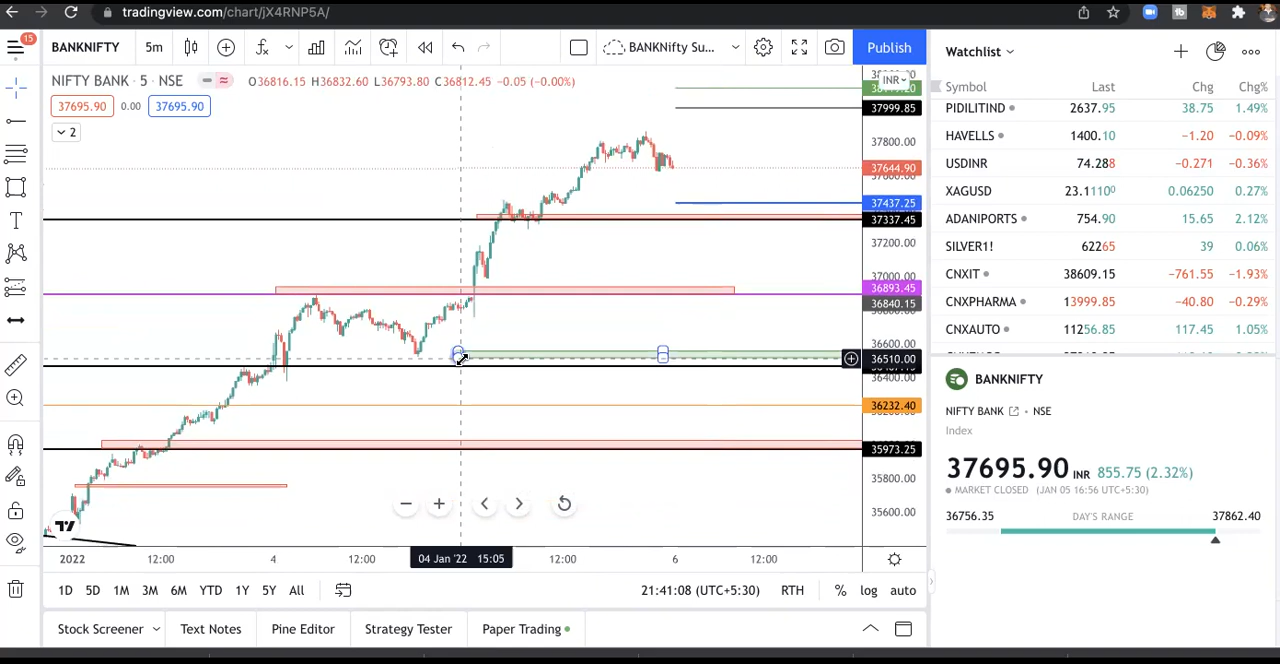 tradingview.com/chart/jX4RNP5A/
15
BANKNIFTY
5m
BANKNifty Su...
Publish
Watchlist
NIFTY BANK · 5 · NSE
O36816.15 H36832.60 L36793.80 C36812.45 -0.05 (-0.00%)
INR
37695.90 0.00 37695.90
2
37999.85
37800.00
37644.90
37437.25
37337.45
37200.00
37000.00
36893.45
36840.15
36600.00
36510.00
36400.00
36232.40
35973.25
35800.00
35600.00
Symbol Last Chg Chg%
PIDILITIND 2637.95 38.75 1.49%
HAVELLS 1400.10 -1.20 -0.09%
USDINR 74.288 -0.271 -0.36%
XAGUSD 23.1110⁰ 0.06250 0.27%
ADANIPORTS 754.90 15.65 2.12%
SILVER1! 62265 39 0.06%
CNXIT 38609.15 -761.55 -1.93%
CNXPHARMA 13999.85 -40.80 -0.29%
CNXAUTO 11256.85 117.45 1.05%
BANKNIFTY
NIFTY BANK · NSE
Index
37695.90 INR 855.75 (2.32%)
MARKET CLOSED (JAN 05 16:56 UTC+5:30)
36756.35 DAY'S RANGE 37862.40
2022 12:00 4 12:00 04 Jan '22 15:05 12:00 6 12:00
1D 5D 1M 3M 6M YTD 1Y 5Y All
21:41:08 (UTC+5:30) RTH % log auto
Stock Screener Text Notes Pine Editor Strategy Tester Paper Trading